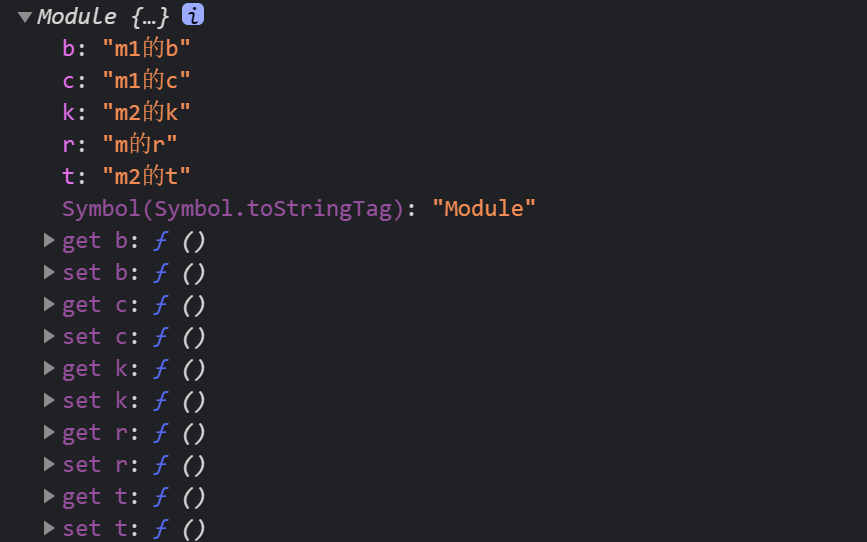 Module {…} i
b: "m1的b"
c: "m1的c"
k: "m2的k"
r: "m的r"
t: "m2的t"
Symbol(Symbol.toStringTag): "Module"
get b: ƒ ()
set b: ƒ ()
get c: ƒ ()
set c: ƒ ()
get k: ƒ ()
set k: ƒ ()
get r: ƒ ()
set r: ƒ ()
get t: ƒ ()
set t: ƒ ()